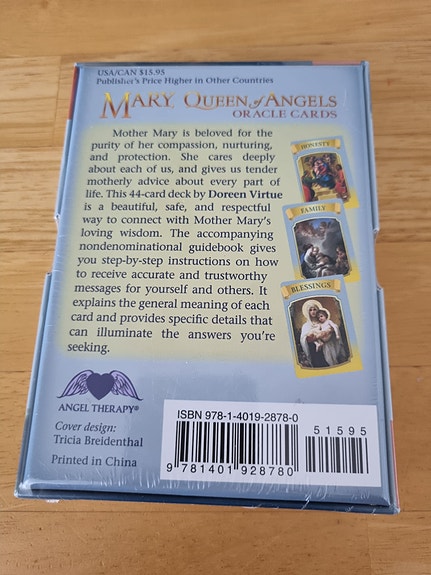 USA/CAN $15.95
Publisher's Price Higher in Other Countries
MARY, QUEEN of ANGELS
ORACLE CARDS
Mother Mary is beloved for the
purity of her compassion, nurturing,
and protection. She cares deeply
about each of us, and gives us tender
motherly advice about every part of
life. This 44-card deck by Doreen Virtue
is a beautiful, safe, and respectful
way to connect with Mother Mary's
loving wisdom. The accompanying
nondenominational guidebook gives
you step-by-step instructions on how
to receive accurate and trustworthy
messages for yourself and others. It
explains the general meaning of each
card and provides specific details that
can illuminate the answers you're
seeking.
HONESTY
FAMILY
BLESSINGS
ANGEL THERAPY®
Cover design:
Tricia Breidenthal
Printed in China
ISBN 978-1-4019-2878-0
51595
9 781401 928780